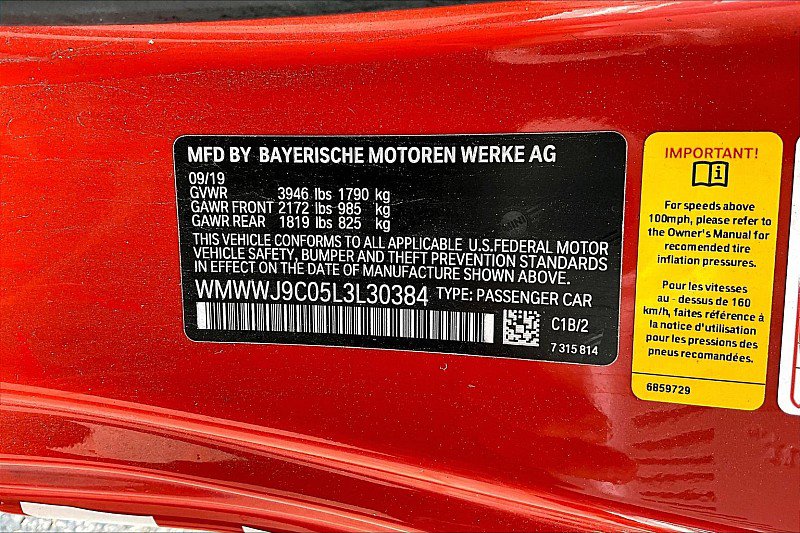 MFD BY BAYERISCHE MOTOREN WERKE AG
09/19
GVWR 3946 lbs 1790 kg
GAWR FRONT 2172 lbs 985 kg
GAWR REAR 1819 lbs 825 kg
THIS VEHICLE CONFORMS TO ALL APPLICABLE U.S.FEDERAL MOTOR
VEHICLE SAFETY, BUMPER AND THEFT PREVENTION STANDARDS
IN EFFECT ON THE DATE OF MANUFACTURE SHOWN ABOVE.
WMWWJ9C05L3L30384 TYPE: PASSENGER CAR
C1B/2
7 315 814
IMPORTANT!
For speeds above
100mph, please refer to
the Owner's Manual for
recomended tire
inflation pressures.
Pour les vitesses
au - dessus de 160
km/h, faites référence à
la notice d'utilisation
pour les pressions des
pneus recomandées.
6859729